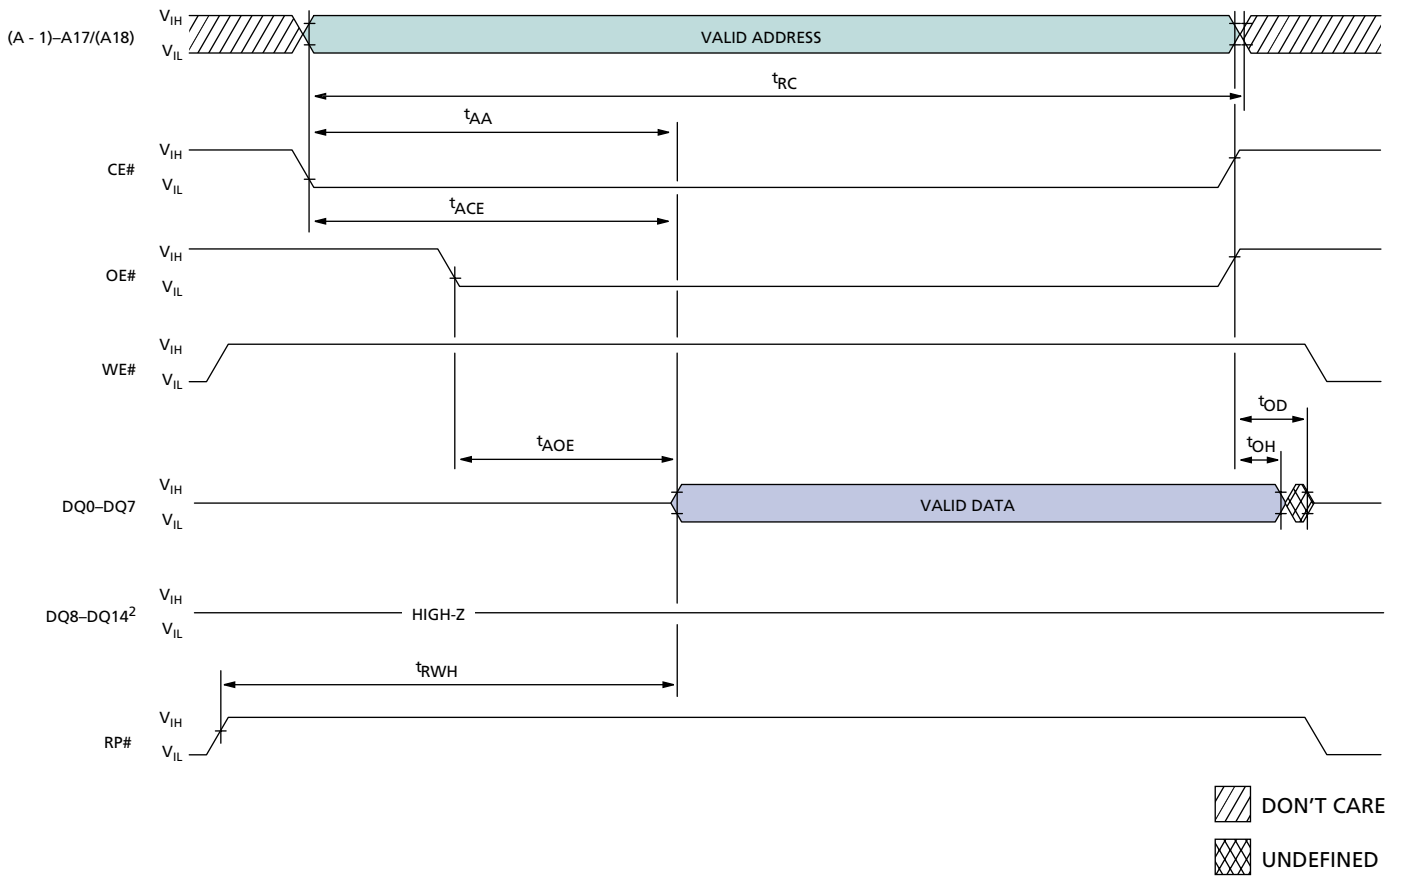 VIH
(A - 1)–A17/(A18)
VALID ADDRESS
VIL
tRC
tAA
VIH
CE#
VIL
tACE
VIH
OE#
VIL
VIH
WE#
VIL
tOD
tAOE
tOH
VIH
DQ0–DQ7
VALID DATA
VIL
VIH
DQ8–DQ14²
HIGH-Z
VIL
tRWH
VIH
RP#
VIL
DON'T CARE
UNDEFINED